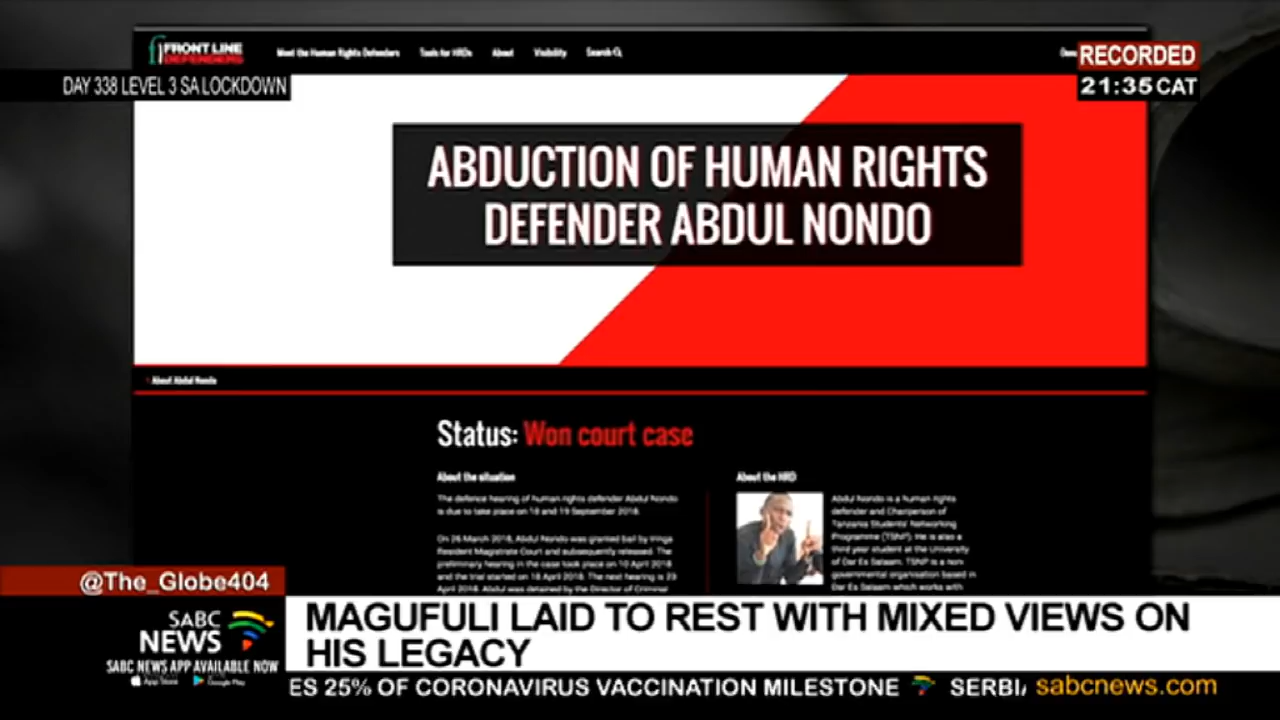 FRONT LINE
DEFENDERS
Meet the Human Rights Defenders Tools for HRDs About Visibility Search
RECORDED
DAY 338 LEVEL 3 SA LOCKDOWN
21:35 CAT
ABDUCTION OF HUMAN RIGHTS
DEFENDER ABDUL NONDO
About Abdul Nondo
Status: Won court case
About the situation
The defence hearing of human rights defender Abdul Nondo
is due to take place on 18 and 19 September 2018.
On 26 March 2018, Abdul Nondo was granted bail by Iringa
Resident Magistrate Court and subsequently released. The
preliminary hearing in the case took place on 10 April 2018
and the trial started on 18 April 2018. The next hearing is 23
April 2018. Abdul was detained by the Director of Criminal
About the HRD
Abdul Nondo is a human rights
defender and Chairperson of
Tanzania Students' Networking
Programme (TSNP). He is also a
third year student at the University
of Dar Es Salaam. TSNP is a non
governmental organisation based in
Dar Es Salaam which works with
@The_Globe404
SABC
NEWS
SABC NEWS APP AVAILABLE NOW
App Store Google Play
MAGUFULI LAID TO REST WITH MIXED VIEWS ON
HIS LEGACY
ES 25% OF CORONAVIRUS VACCINATION MILESTONE SERBI
sabcnews.com